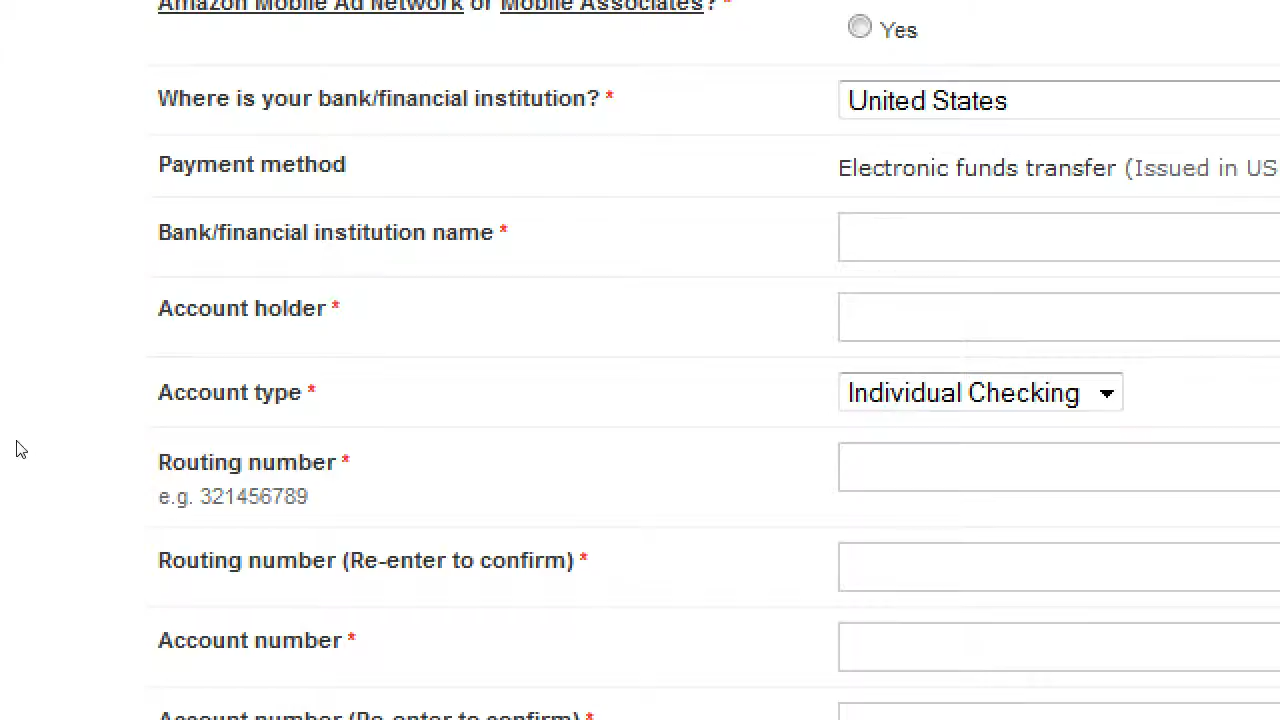 Amazon Mobile Ad Network or Mobile Associates? *
Yes
Where is your bank/financial institution? *
United States
Payment method
Electronic funds transfer (Issued in US
Bank/financial institution name *
Account holder *
Account type *
Individual Checking
Routing number *
e.g. 321456789
Routing number (Re-enter to confirm) *
Account number *
Account number (Re-enter to confirm) *